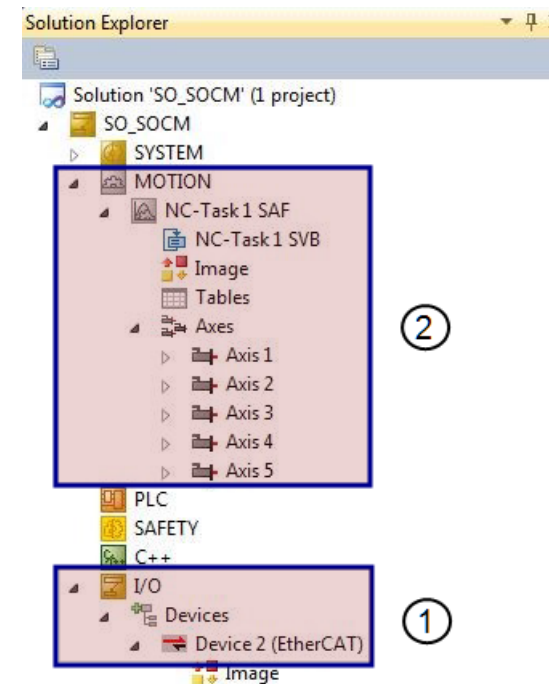 Solution Explorer
Solution 'SO_SOCM' (1 project)
SO_SOCM
SYSTEM
MOTION
NC-Task 1 SAF
NC-Task 1 SVB
Image
Tables
Axes
Axis 1
Axis 2
Axis 3
Axis 4
Axis 5
2
PLC
SAFETY
C++
I/O
Devices
Device 2 (EtherCAT)
1
Image